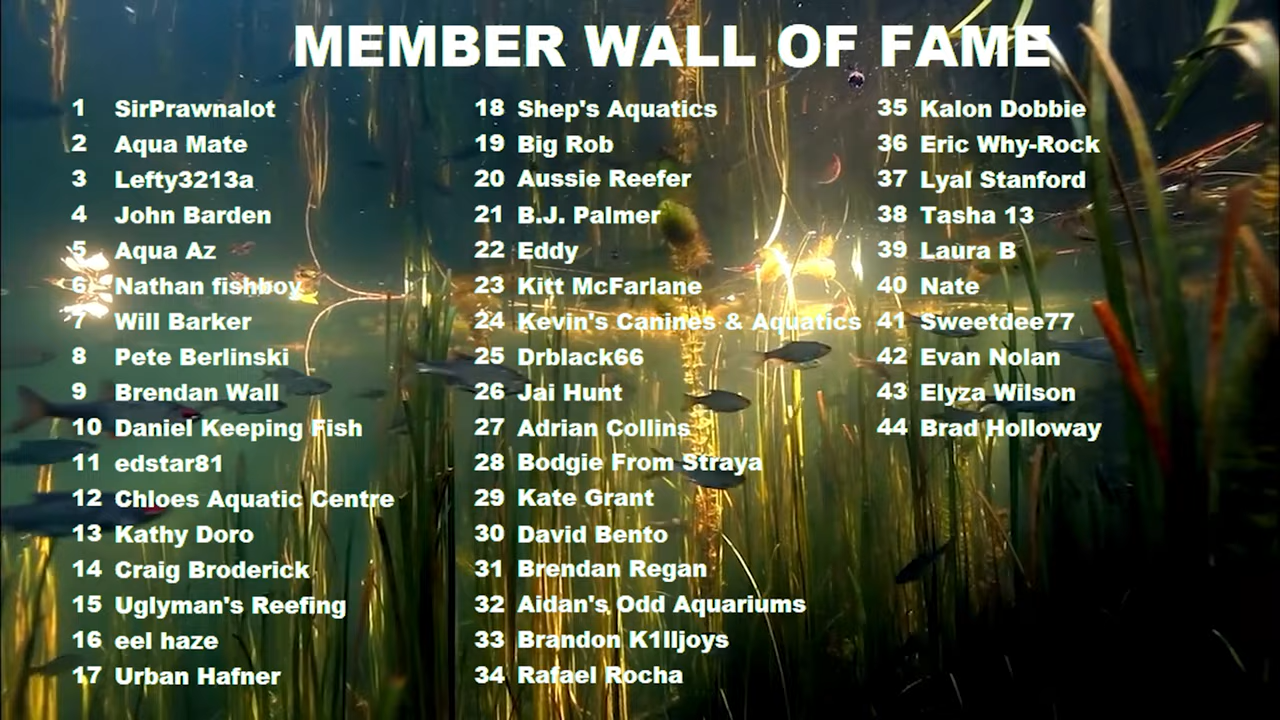 MEMBER WALL OF FAME
1 SirPrawnalot
2 Aqua Mate
3 Lefty3213a
4 John Barden
5 Aqua Az
6 Nathan fishboy
7 Will Barker
8 Pete Berlinski
9 Brendan Wall
10 Daniel Keeping Fish
11 edstar81
12 Chloes Aquatic Centre
13 Kathy Doro
14 Craig Broderick
15 Uglyman's Reefing
16 eel haze
17 Urban Hafner
18 Shep's Aquatics
19 Big Rob
20 Aussie Reefer
21 B.J. Palmer
22 Eddy
23 Kitt McFarlane
24 Kevin's Canines & Aquatics
25 Drblack66
26 Jai Hunt
27 Adrian Collins
28 Bodgie From Straya
29 Kate Grant
30 David Bento
31 Brendan Regan
32 Aidan's Odd Aquariums
33 Brandon K1lljoys
34 Rafael Rocha
35 Kalon Dobbie
36 Eric Why-Rock
37 Lyal Stanford
38 Tasha 13
39 Laura B
40 Nate
41 Sweetdee77
42 Evan Nolan
43 Elyza Wilson
44 Brad Holloway